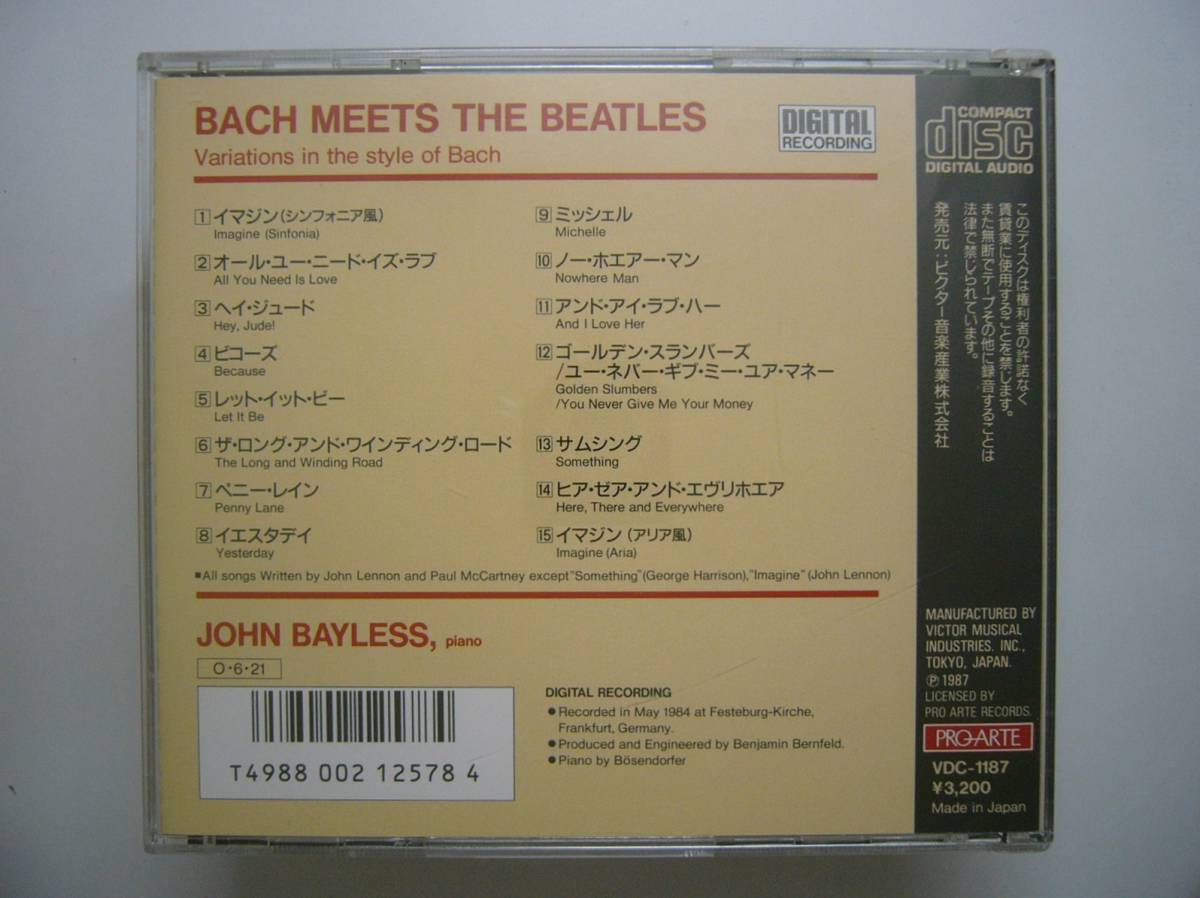 BACH MEETS THE BEATLES
Variations in the style of Bach
DIGITAL
RECORDING
1 イマジン(シンフォニア風)
Imagine (Sinfonia)
2 オール・ユー・ニード・イズ・ラブ
All You Need Is Love
3 ヘイ・ジュード
Hey, Jude!
4 ビコーズ
Because
5 レット・イット・ビー
Let It Be
6 ザ・ロング・アンド・ワインディング・ロード
The Long and Winding Road
7 ペニー・レイン
Penny Lane
8 イエスタデイ
Yesterday
9 ミッシェル
Michelle
10 ノー・ホエアー・マン
Nowhere Man
11 アンド・アイ・ラブ・ハー
And I Love Her
12 ゴールデン・スランバーズ
/ユー・ネバー・ギブ・ミー・ユア・マネー
Golden Slumbers
/You Never Give Me Your Money
13 サムシング
Something
14 ヒア・ゼア・アンド・エヴリホエア
Here, There and Everywhere
15 イマジン (アリア風)
Imagine (Aria)
■All songs Written by John Lennon and Paul McCartney except "Something" (George Harrison), "Imagine" (John Lennon)
JOHN BAYLESS, piano
O・6・21
T4988 002 12578 4
DIGITAL RECORDING
●Recorded in May 1984 at Festeburg-Kirche,
Frankfurt, Germany.
●Produced and Engineered by Benjamin Bernfeld.
●Piano by Bösendorfer
COMPACT
disc
DIGITAL AUDIO
このディスクは権利者の許諾なく
賃貸業に使用することを禁じます。
また無断でテープその他に録音することは
法律で禁じられています。
発売元:ビクター音楽産業株式会社
MANUFACTURED BY
VICTOR MUSICAL
INDUSTRIES. INC.,
TOKYO, JAPAN.
℗ 1987
LICENSED BY
PRO ARTE RECORDS.
PRO-ARTE
VDC-1187
¥3,200
Made in Japan